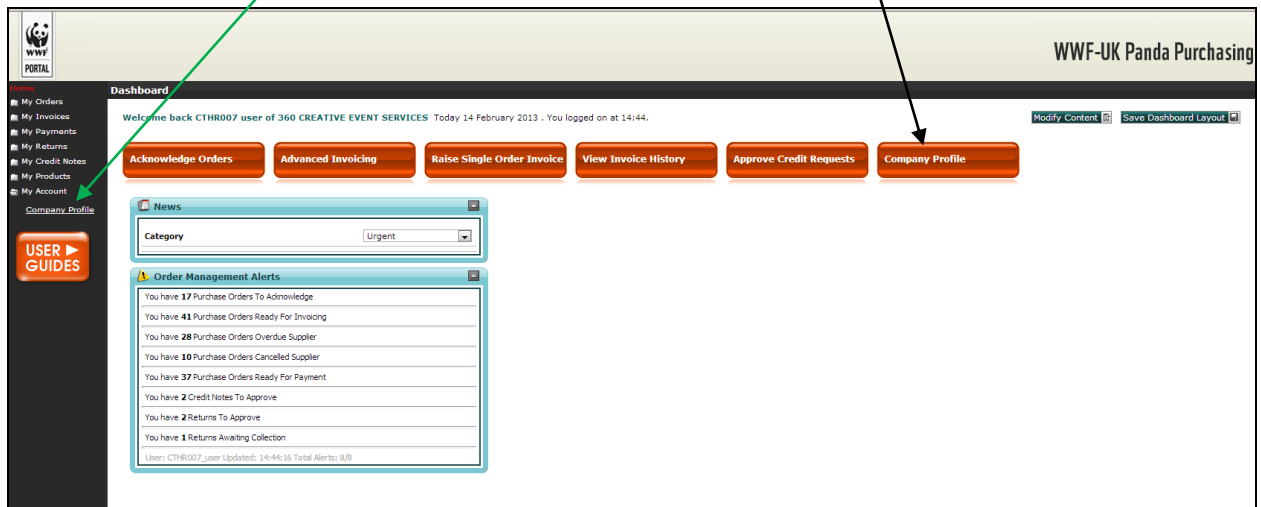 WWF
PORTAL
WWF-UK Panda Purchasing
Home
My Orders
My Invoices
My Payments
My Returns
My Credit Notes
My Products
My Account
Company Profile
USER
GUIDES
Dashboard
Welcome back CTHR007 user of 360 CREATIVE EVENT SERVICES Today 14 February 2013 . You logged on at 14:44.
Modify Content Save Dashboard Layout
Acknowledge Orders Advanced Invoicing Raise Single Order Invoice View Invoice History Approve Credit Requests Company Profile
News
Category Urgent
Order Management Alerts
You have 17 Purchase Orders To Acknowledge
You have 41 Purchase Orders Ready For Invoicing
You have 28 Purchase Orders Overdue Supplier
You have 10 Purchase Orders Cancelled Supplier
You have 37 Purchase Orders Ready For Payment
You have 2 Credit Notes To Approve
You have 2 Returns To Approve
You have 1 Returns Awaiting Collection
User: CTHR007_user Updated: 14:44:16 Total Alerts: 8/8